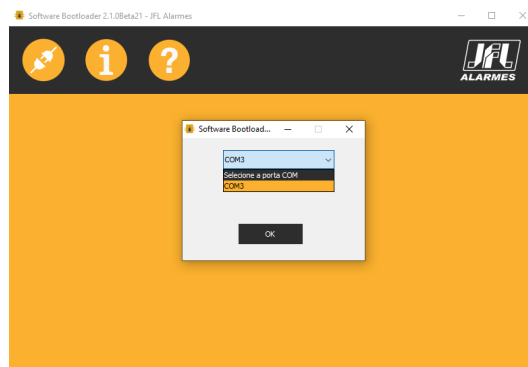 Software Bootloader 2.1.0Beta21 - JFL Alarmes
i
?
JFL
ALARMES
Software Bootload...
COM3
Selecione a porta COM
COM3
OK